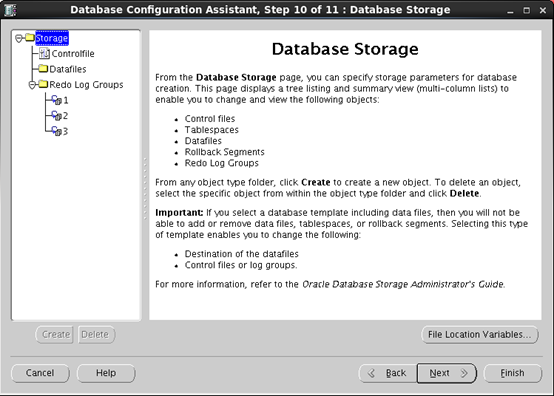 Database Configuration Assistant, Step 10 of 11 : Database Storage
Storage
Controlfile
Datafiles
Redo Log Groups
1
2
3
Database Storage
From the Database Storage page, you can specify storage parameters for database
creation. This page displays a tree listing and summary view (multi-column lists) to
enable you to change and view the following objects:
Control files
Tablespaces
Datafiles
Rollback Segments
Redo Log Groups
From any object type folder, click Create to create a new object. To delete an object,
select the specific object from within the object type folder and click Delete.
Important: If you select a database template including data files, then you will not be
able to add or remove data files, tablespaces, or rollback segments. Selecting this type
of template enables you to change the following:
Destination of the datafiles
Control files or log groups.
For more information, refer to the Oracle Database Storage Administrator's Guide.
Create Delete File Location Variables...
Cancel Help Back Next Finish